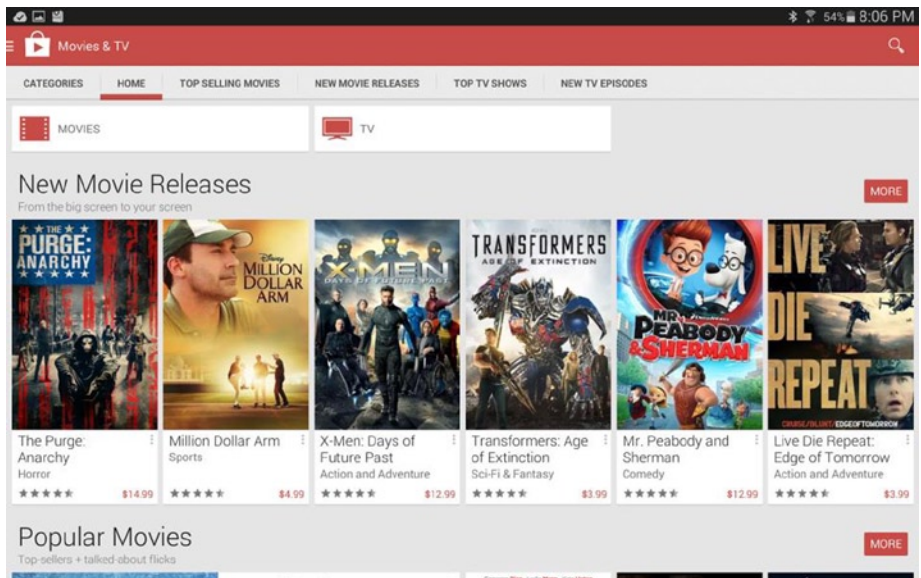 54% 8:06 PM
Movies & TV
CATEGORIES HOME TOP SELLING MOVIES NEW MOVIE RELEASES TOP TV SHOWS NEW TV EPISODES
MOVIES TV
New Movie Releases
MORE
From the big screen to your screen
THE
PURGE:
ANARCHY
Disney
MILLION
DOLLAR
ARM
X-MEN
DAYS OF FUTURE PAST
TRANSFORMERS
AGE OF EXTINCTION
MR.
PEABODY
& SHERMAN
LIVE
DIE
REPEAT
CRUISE/BLUNT/EDGEOFTOMORROW
The Purge:
Anarchy
Horror
$14.99
Million Dollar Arm
Sports
$4.99
X-Men: Days of
Future Past
Action and Adventure
$12.99
Transformers: Age
of Extinction
Sci-Fi & Fantasy
$3.99
Mr. Peabody and
Sherman
Comedy
$12.99
Live Die Repeat:
Edge of Tomorrow
Action and Adventure
$3.99
Popular Movies
MORE
Top-sellers + talked-about flicks